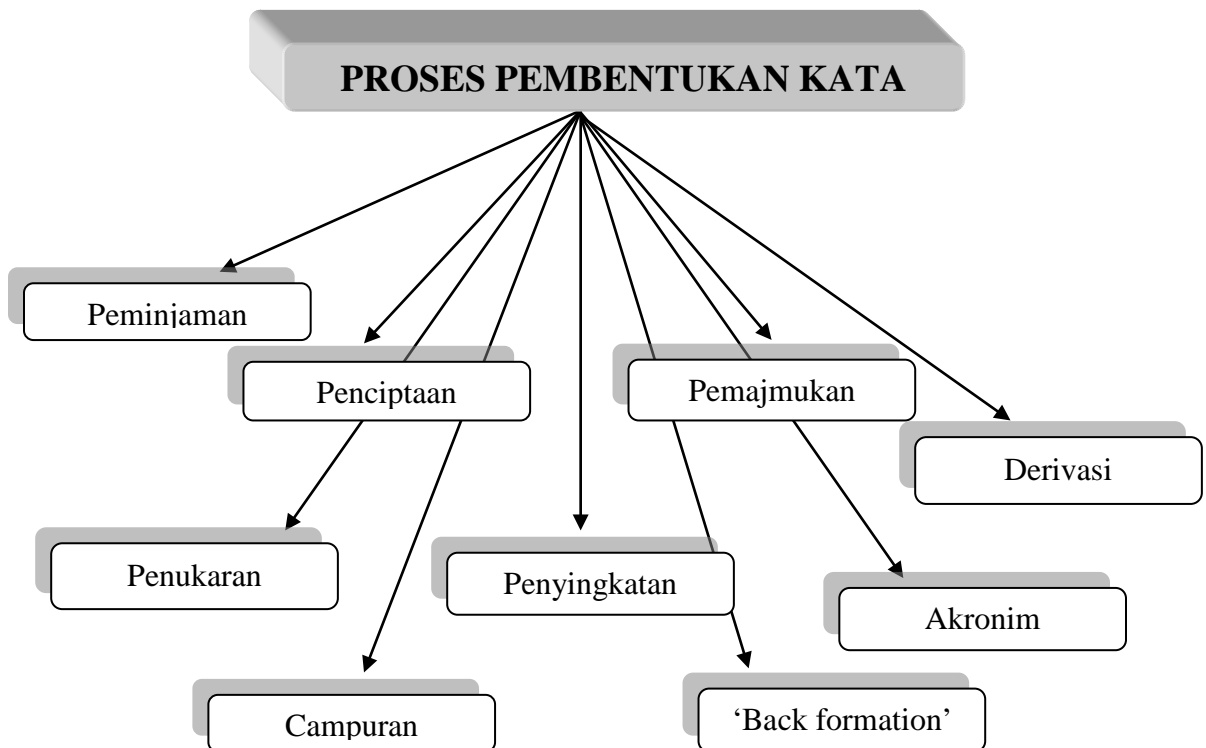 PROSES PEMBENTUKAN KATA
Peminjaman
Penciptaan
Pemajmukan
Derivasi
Penukaran
Penyingkatan
Akronim
Campuran
‘Back formation’